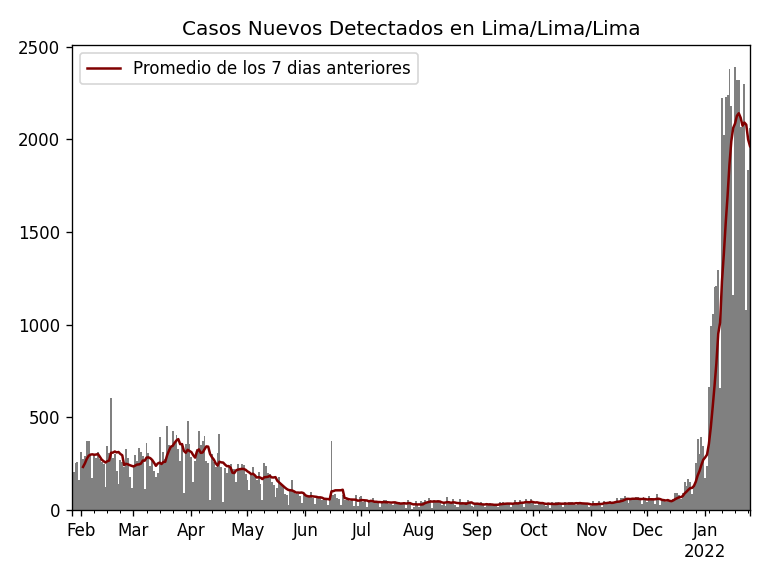 Casos Nuevos Detectados en Lima/Lima/Lima
Promedio de los 7 dias anteriores
2500
2000
1500
1000
500
0
Feb Mar Apr May Jun Jul Aug Sep Oct Nov Dec Jan
2022